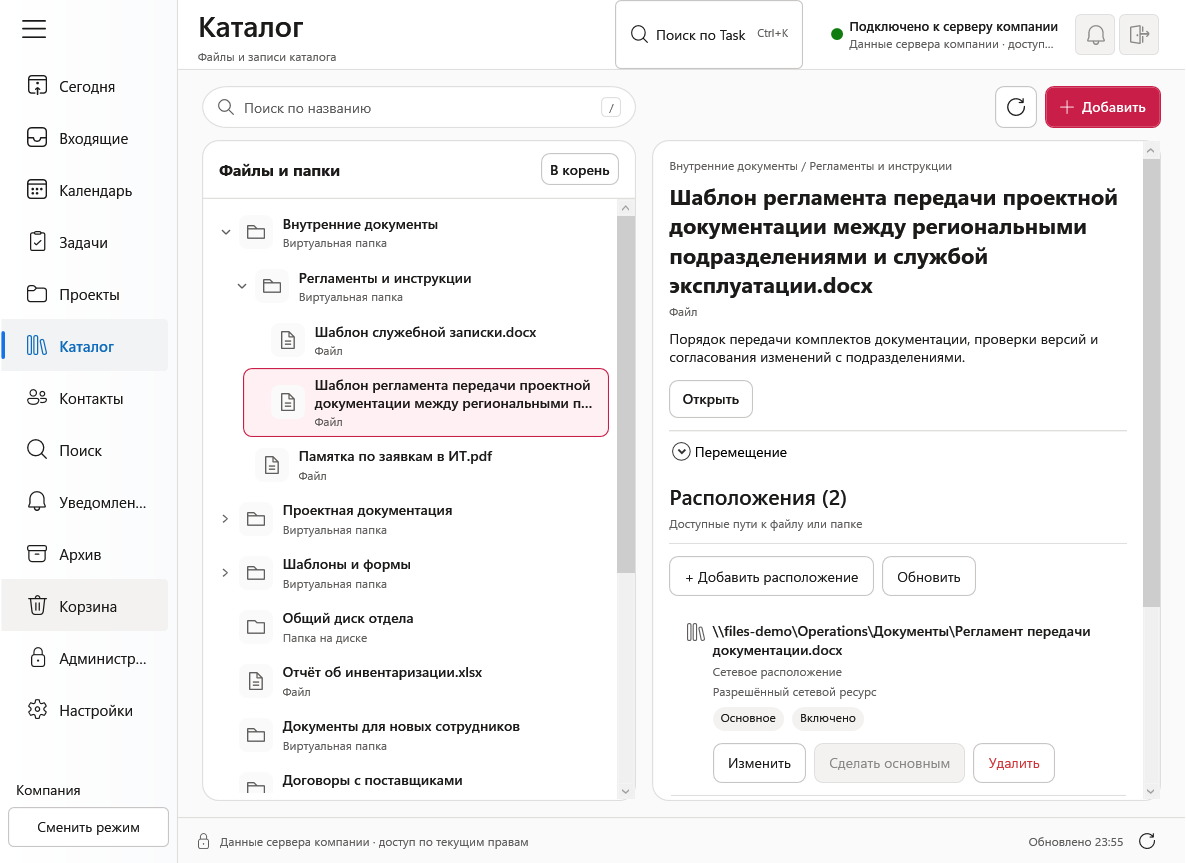 Каталог
Файлы и записи каталога
Поиск по Task Ctrl+K
Подключено к серверу компании
Данные сервера компании · доступ...
Сегодня
Входящие
Календарь
Задачи
Проекты
Каталог
Контакты
Поиск
Уведомлен...
Архив
Корзина
Администр...
Настройки
Компания
Сменить режим
Поиск по названию /
Добавить
Файлы и папки
В корень
Внутренние документы
Виртуальная папка
Регламенты и инструкции
Виртуальная папка
Шаблон служебной записки.docx
Файл
Шаблон регламента передачи проектной
документации между региональными п...
Файл
Памятка по заявкам в ИТ.pdf
Файл
Проектная документация
Виртуальная папка
Шаблоны и формы
Виртуальная папка
Общий диск отдела
Папка на диске
Отчёт об инвентаризации.xlsx
Файл
Документы для новых сотрудников
Виртуальная папка
Договоры с поставщиками
Внутренние документы / Регламенты и инструкции
Шаблон регламента передачи проектной
документации между региональными
подразделениями и службой
эксплуатации.docx
Файл
Порядок передачи комплектов документации, проверки версий и
согласования изменений с подразделениями.
Открыть
Перемещение
Расположения (2)
Доступные пути к файлу или папке
+ Добавить расположение
Обновить
\\files-demo\Operations\Документы\Регламент передачи
документации.docx
Сетевое расположение
Разрешённый сетевой ресурс
Основное
Включено
Изменить
Сделать основным
Удалить
Данные сервера компании · доступ по текущим правам
Обновлено 23:55